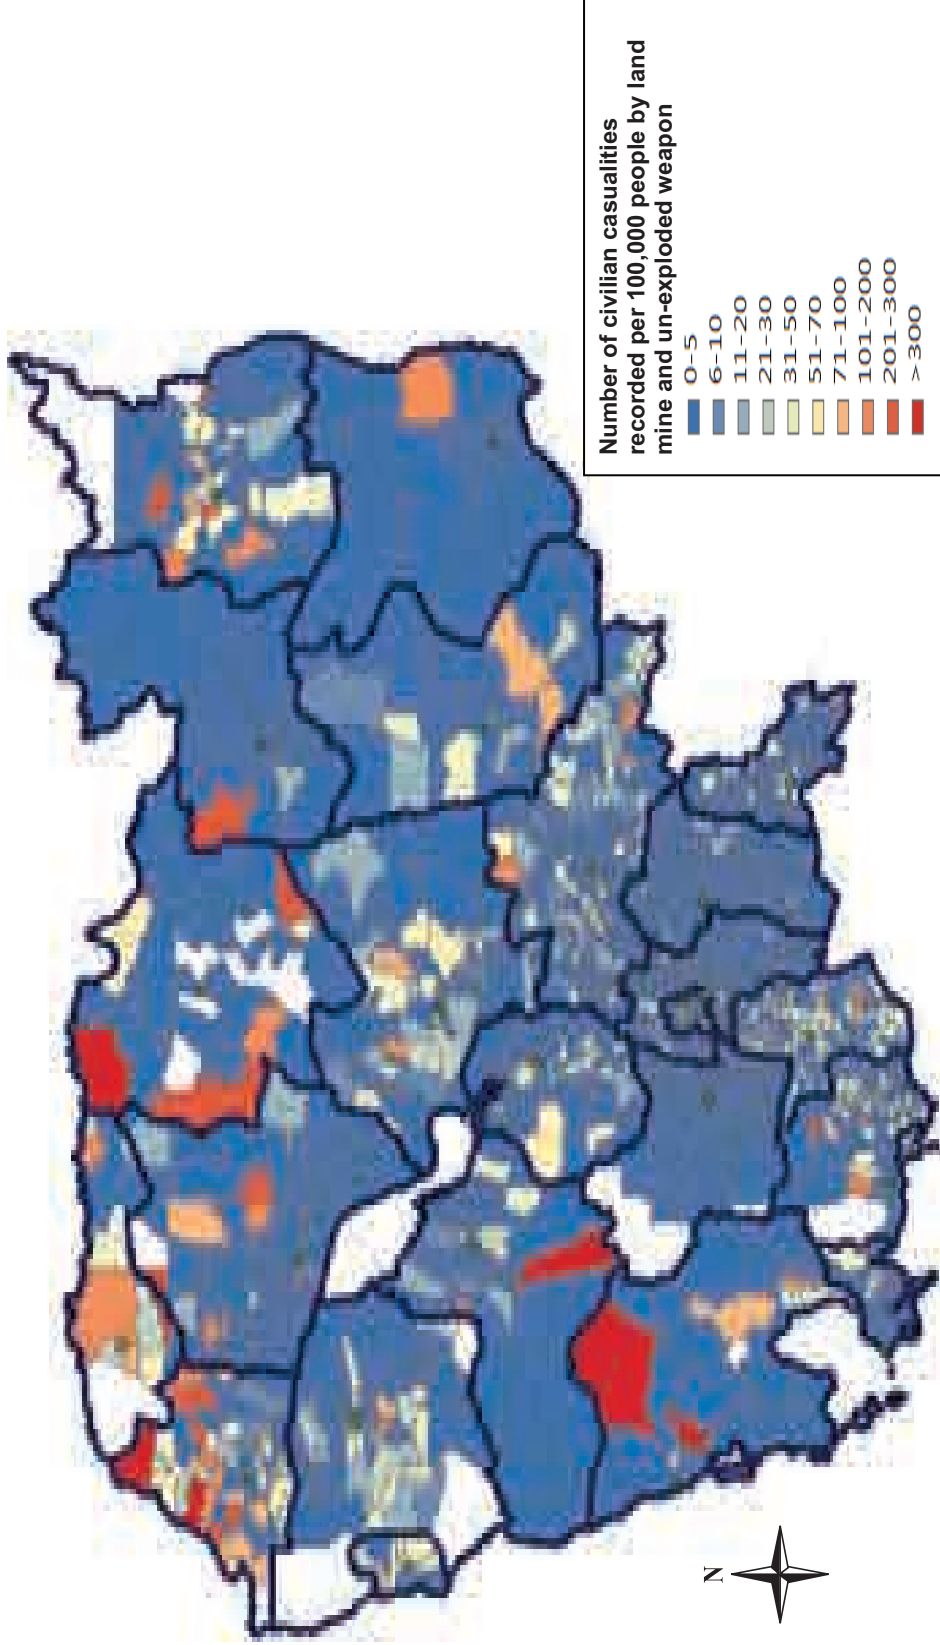 Number of civilian casualities
recorded per 100,000 people by land
mine and un-exploded weapon
0-5
6-10
11-20
21-30
31-50
51-70
71-100
101-200
201-300
>300
N